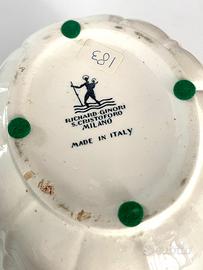 183
RICHARD-GINORI
S. CRISTOFORO
MILANO
MADE IN ITALY